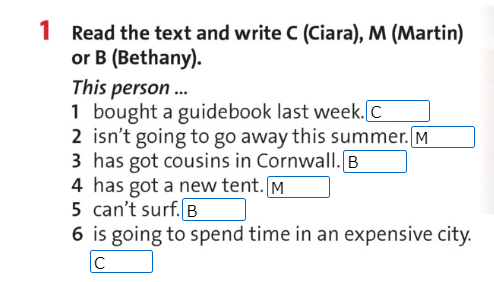 1 Read the text and write C (Ciara), M (Martin)
or B (Bethany).
This person ...
1 bought a guidebook last week. C
2 isn't going to go away this summer. M
3 has got cousins in Cornwall. B
4 has got a new tent. M
5 can't surf. B
6 is going to spend time in an expensive city.
C